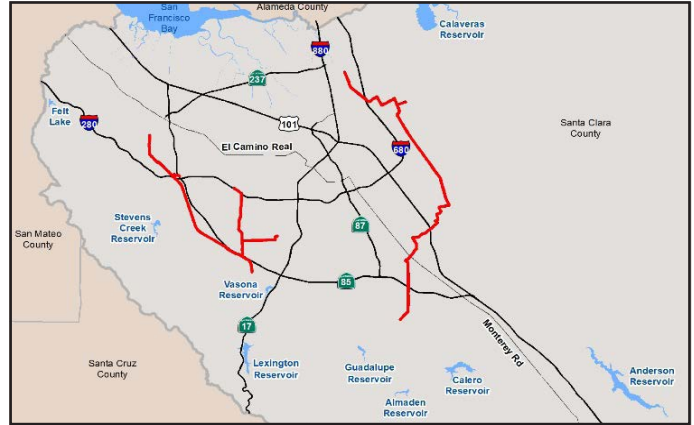 San
Francisco
Bay
Alameda County
Calaveras
Reservoir
880
237
Felt
Lake
280
101
Santa Clara
County
El Camino Real
680
Stevens
Creek
Reservoir
San Mateo
County
87
Vasona
Reservoir
85
17
Monterey Rd
Santa Cruz
County
Lexington
Reservoir
Guadalupe
Reservoir
Calero
Reservoir
Anderson
Reservoir
Almaden
Reservoir